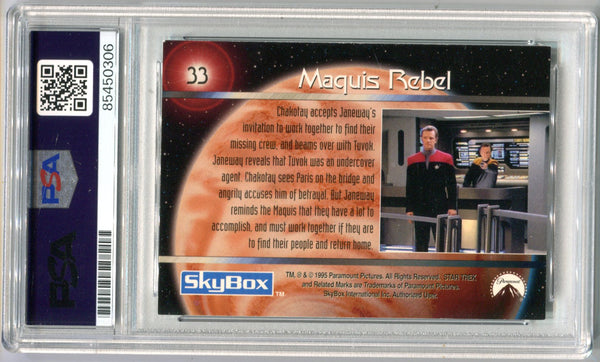 33
Maquis Rebel
Chakotay accepts Janeway's
invitation to work together to find their
missing crew, and beams over with Tuvok.
Janeway reveals that Tuvok was an undercover
agent. Chakotay sees Paris on the bridge and
angrily accuses him of betrayal. But Janeway
reminds the Maquis that they have a lot to
accomplish, and must work together if they are
to find their people and return home.
SkyBox TM
TM, ® & © 1995 Paramount Pictures. All Rights Reserved. STAR TREK
and Related Marks are Trademarks of Paramount Pictures.
SkyBox International Inc. Authorized User.
Paramount
85450306
PSA
PSA